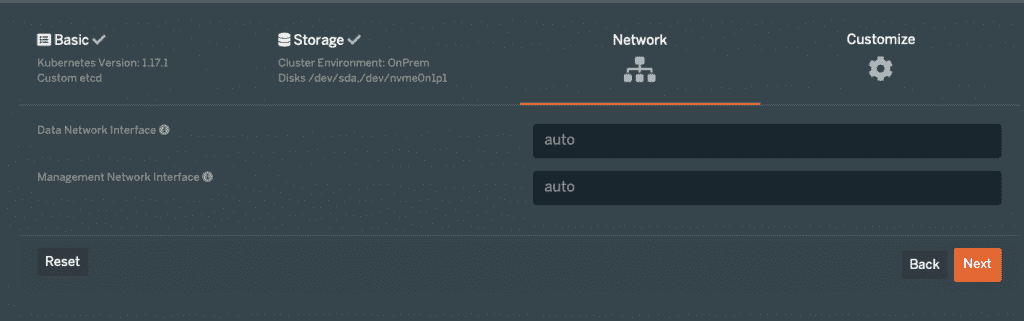 Basic
Kubernetes Version: 1.17.1
Custom etcd
Storage
Cluster Environment: OnPrem
Disks /dev/sda,/dev/nvme0n1p1
Network
Customize
Data Network Interface
auto
Management Network Interface
auto
Reset
Back
Next